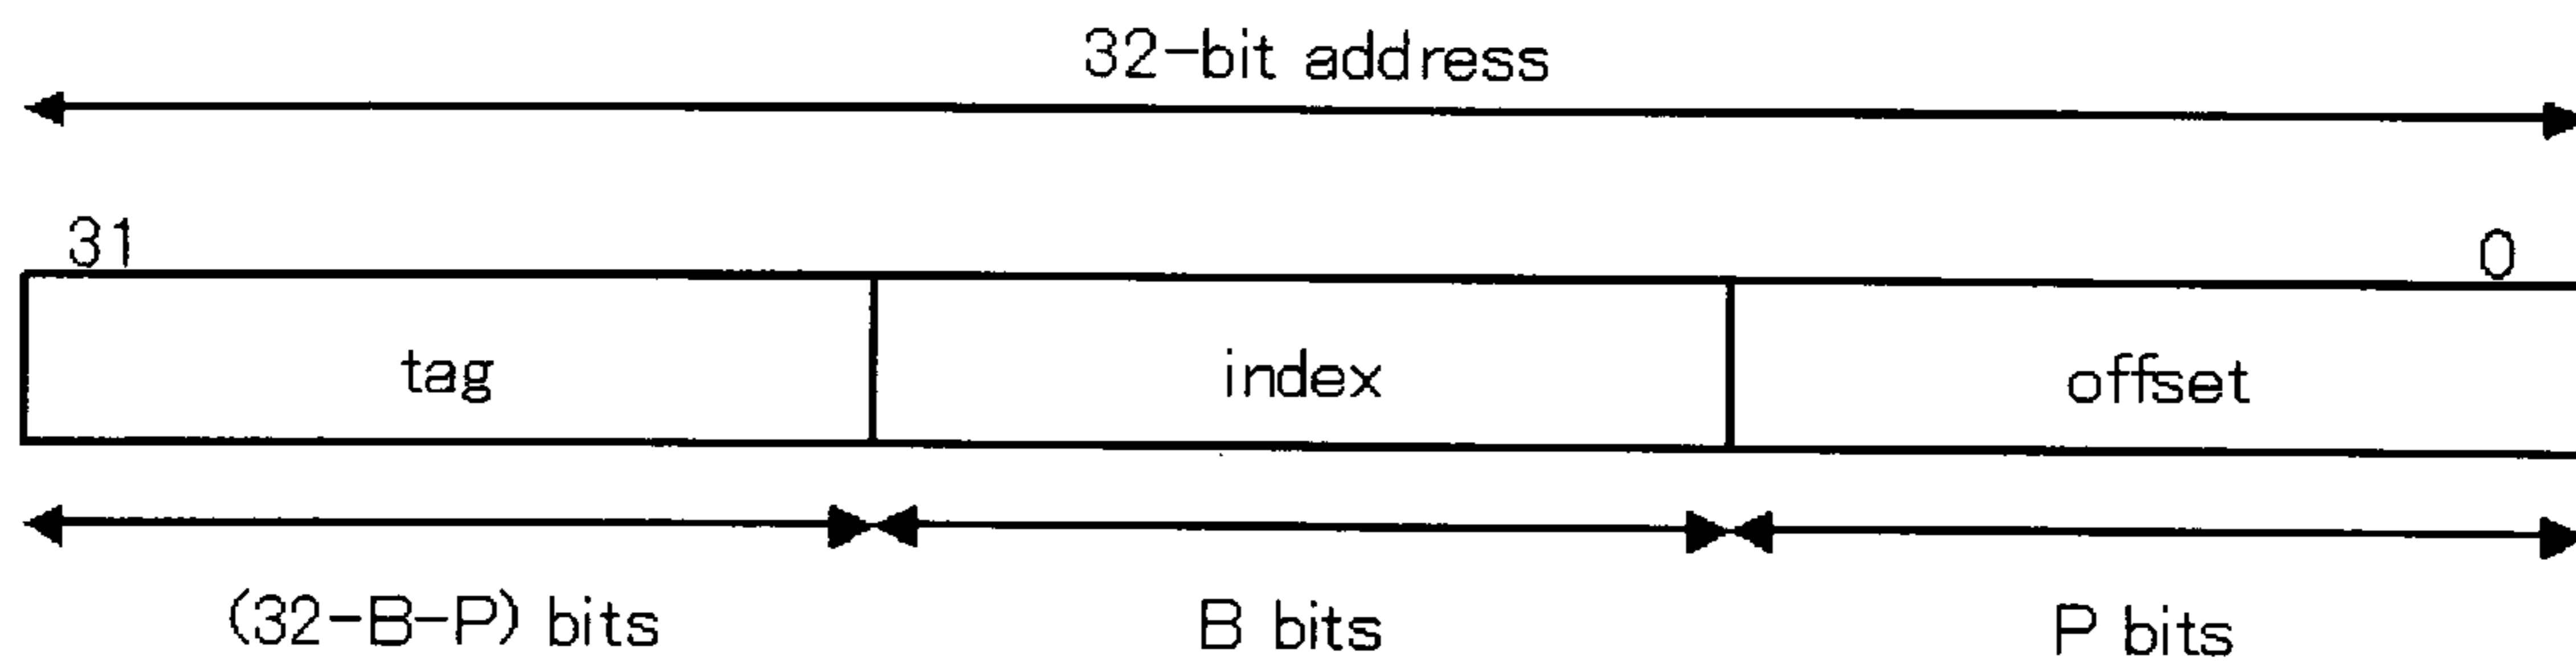 32-bit address
31 0
tag index offset
(32-B-P) bits B bits P bits